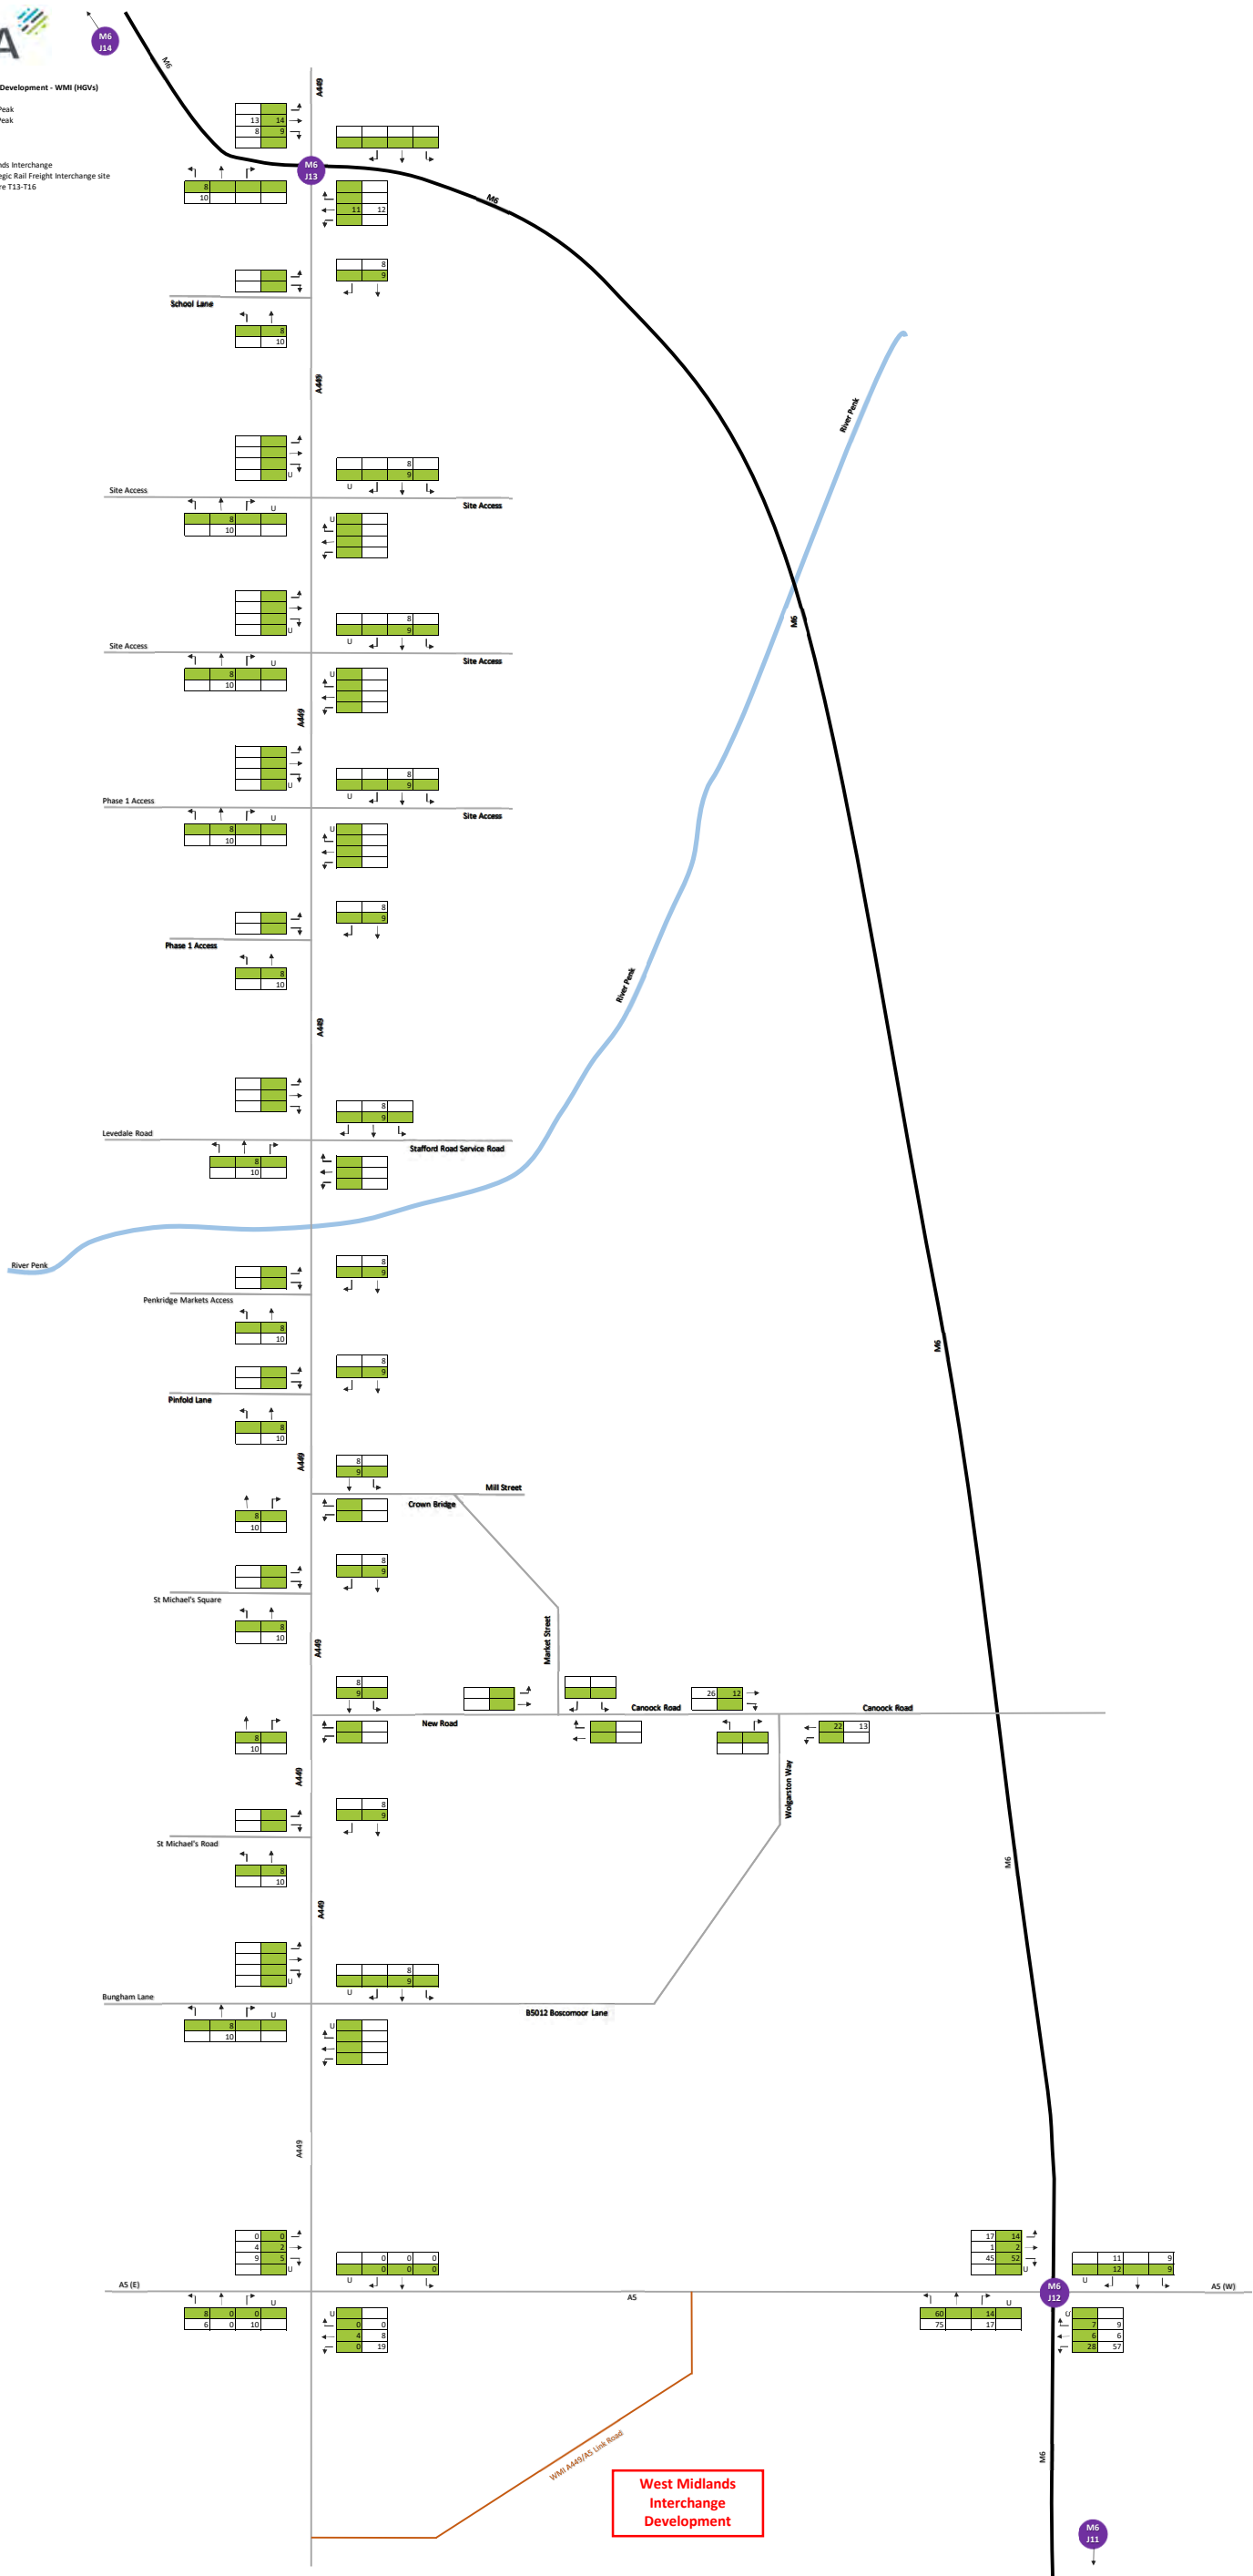 A
M6
J14
M6
A449
Development - WMI (HGVs)
Peak
Peak
13 14
8 9
nds Interchange
egic Rail Freight Interchange site
re T13-T16
M6
J13
8
10
11 12
M6
8
9
School Lane
8
10
A449
River Penk
U
8
9
U
Site Access
Site Access
U
8
10
U
M6
U
8
9
U
Site Access
Site Access
U
8
10
U
A449
U
8
9
U
Phase 1 Access
Site Access
U
8
10
U
8
9
Phase 1 Access
8
10
River Penk
A449
8
9
Levedale Road
Stafford Road Service Road
8
10
River Penk
8
9
Penkridge Markets Access
8
10
M6
8
9
Pinfold Lane
8
10
A449
8
9
Mill Street
Crown Bridge
8
10
8
9
St Michael's Square
8
10
A449
Market Street
8
9
26 12
Canoock Road
Canoock Road
New Road
8
10
22 13
A449
Wolgarston Way
8
9
St Michael's Road
8
10
M6
A449
U
8
9
U
Bungham Lane
B5012 Boscomoor Lane
U
8
10
U
A449
0 0
4 2
9 5
U
0 0 0
0 0 0
U
17 14
1 2
45 52
U
11 9
12 9
U
A5 (E)
A5
M6
J12
A5 (W)
U
8 0 0
6 0 10
U
0 0
4 8
0 19
U
60 14
75 17
U
7 9
6 6
28 57
WMI A449/A5 Link Road
M6
West Midlands
Interchange
Development
M6
J11